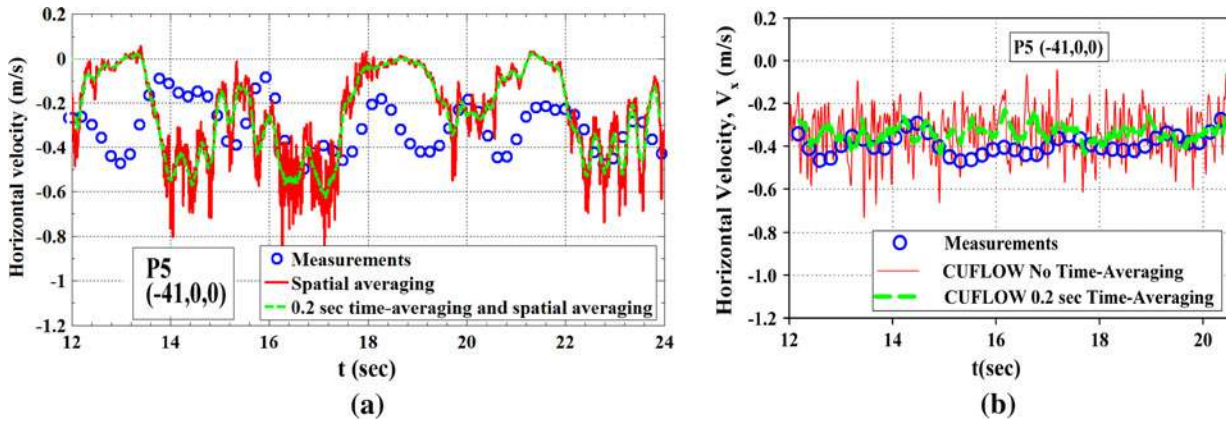 0.2
0
-0.2
-0.4
-0.6
-0.8
-1
-1.2
Horizontal velocity (m/s)
P5
(-41,0,0)
Measurements
Spatial averaging
0.2 sec time-averaging and spatial averaging
12 14 16 18 20 22 24
t (sec)
(a)
0.2
0.0
-0.2
-0.4
-0.6
-0.8
-1.0
-1.2
Horizontal Velocity, Vx (m/s)
P5 (-41,0,0)
Measurements
CUFLOW No Time-Averaging
CUFLOW 0.2 sec Time-Averaging
12 14 16 18 20
t(sec)
(b)